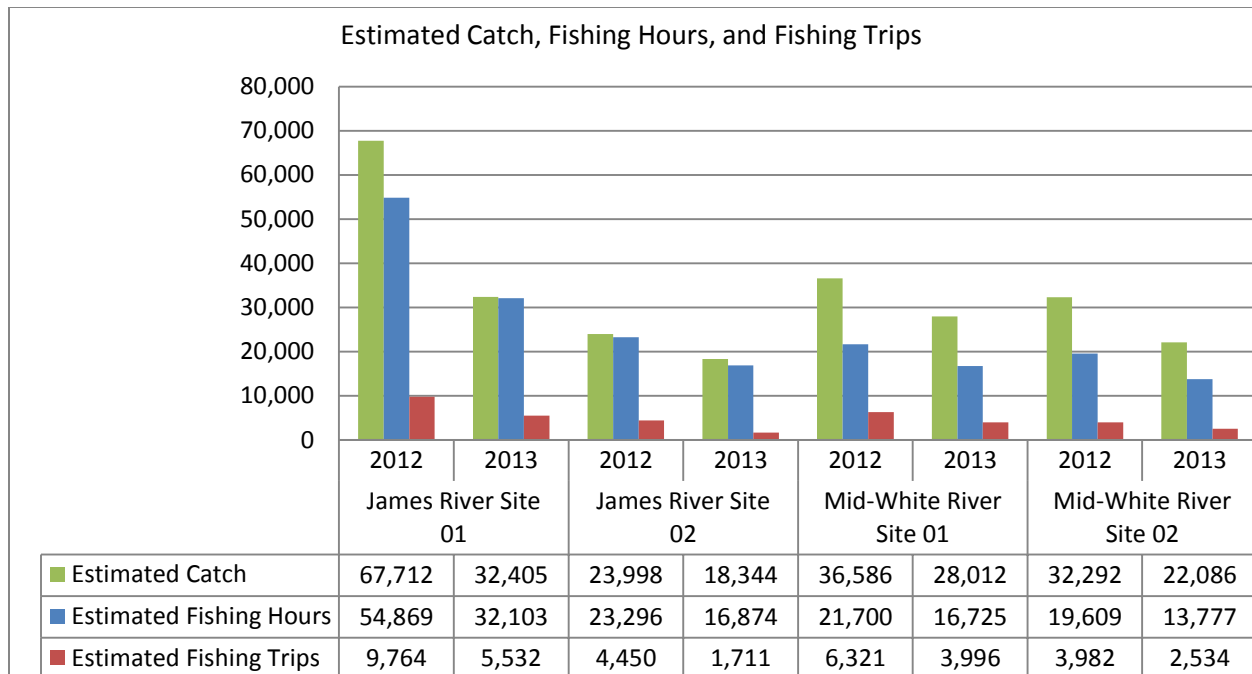 Estimated Catch, Fishing Hours, and Fishing Trips
80,000
70,000
60,000
50,000
40,000
30,000
20,000
10,000
0
2012 2013 2012 2013 2012 2013 2012 2013
James River Site James River Site Mid-White River Mid-White River
01 02 Site 01 Site 02
Estimated Catch 67,712 32,405 23,998 18,344 36,586 28,012 32,292 22,086
Estimated Fishing Hours 54,869 32,103 23,296 16,874 21,700 16,725 19,609 13,777
Estimated Fishing Trips 9,764 5,532 4,450 1,711 6,321 3,996 3,982 2,534